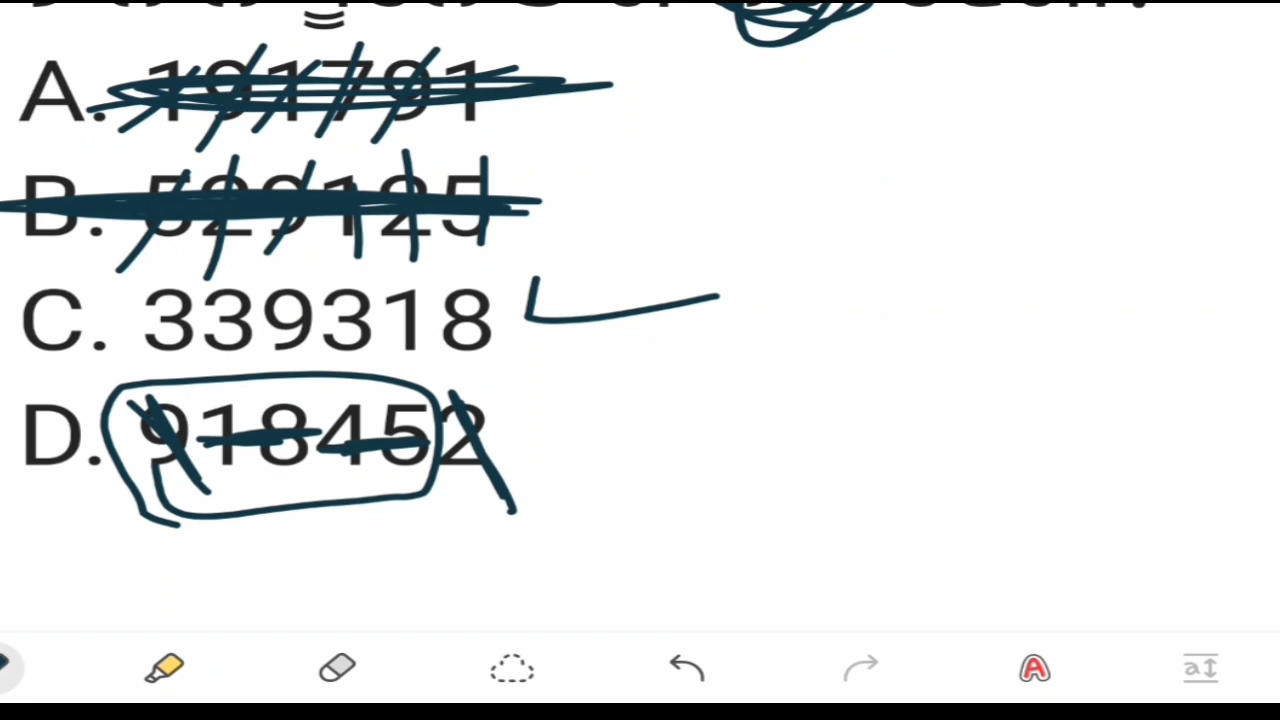 A. 191791
B. 529125
C. 339318
D. 918452
A
a